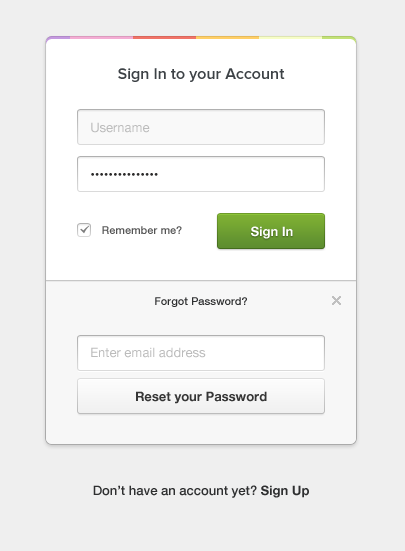 Sign In to your Account
Username
•••••••••••••••
Remember me?
Sign In
Forgot Password?
Enter email address
Reset your Password
Don't have an account yet? Sign Up